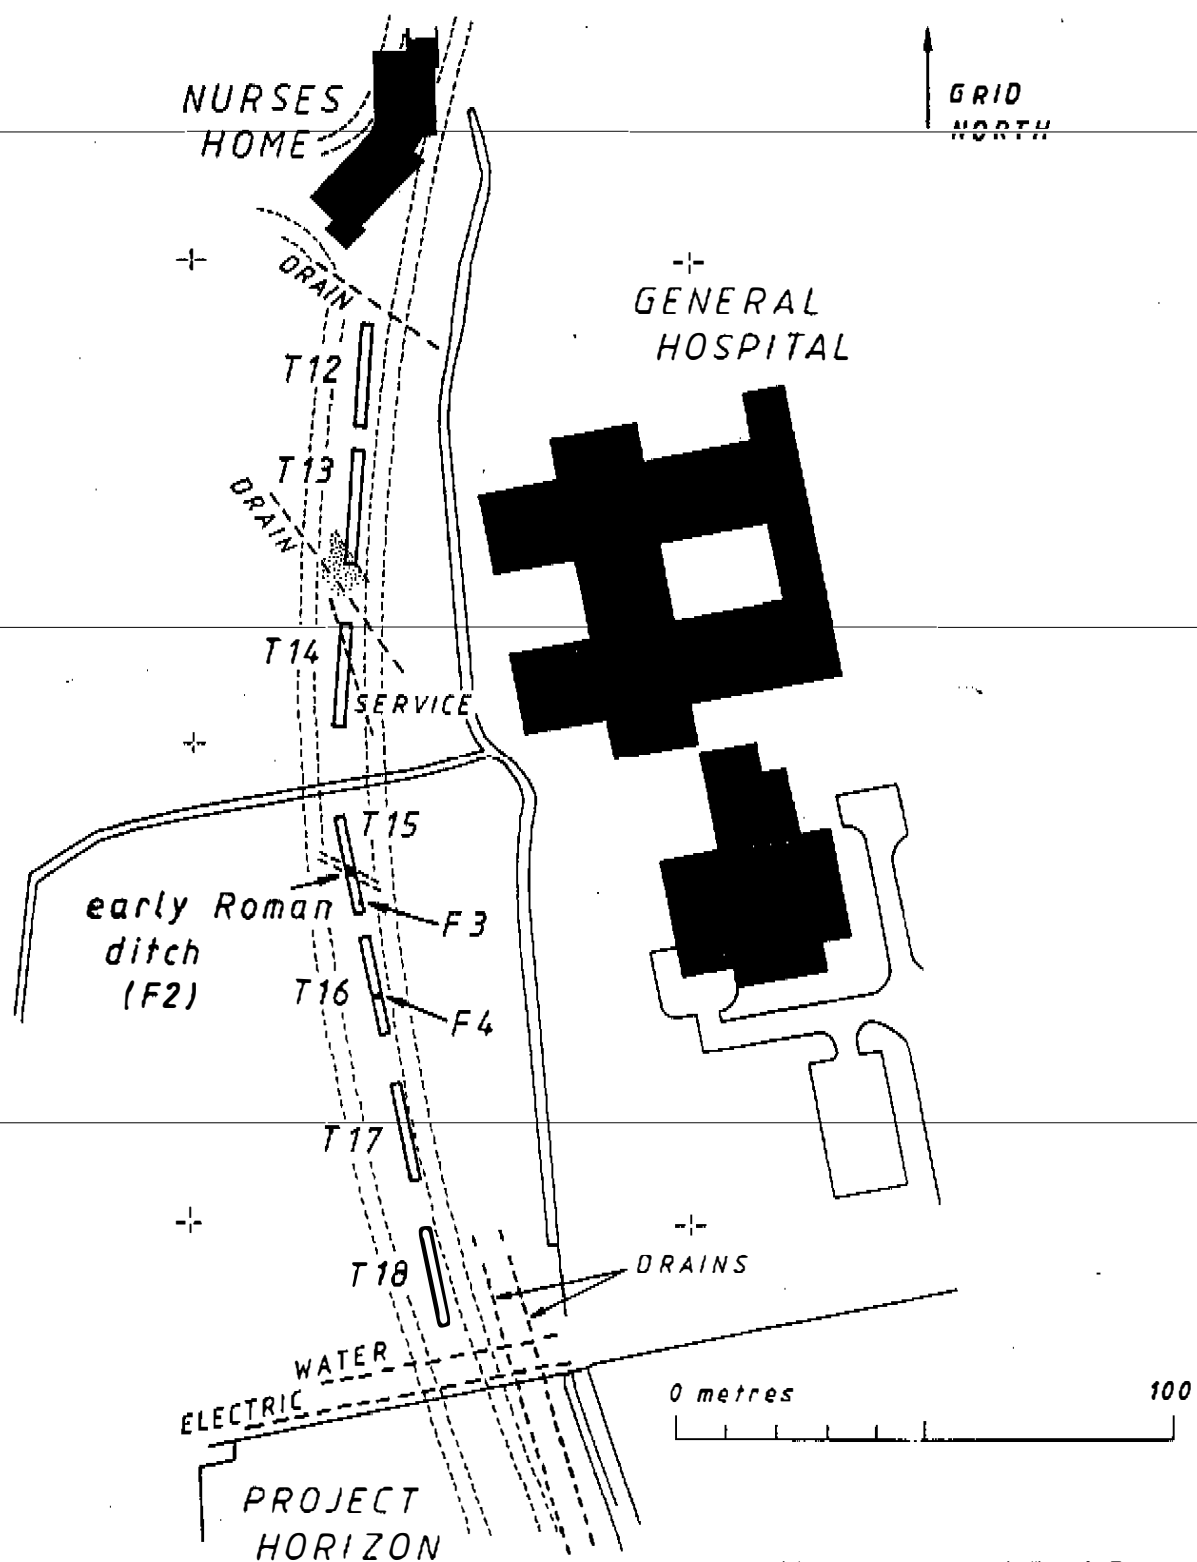 NURSES
HOME
GRID
NORTH
DRAIN
GENERAL
HOSPITAL
T12
T13
DRAIN
T14
SERVICE
T15
early Roman
ditch
(F2)
F3
T16
F4
T17
T18
DRAINS
WATER
ELECTRIC
0 metres 100
PROJECT
HORIZON